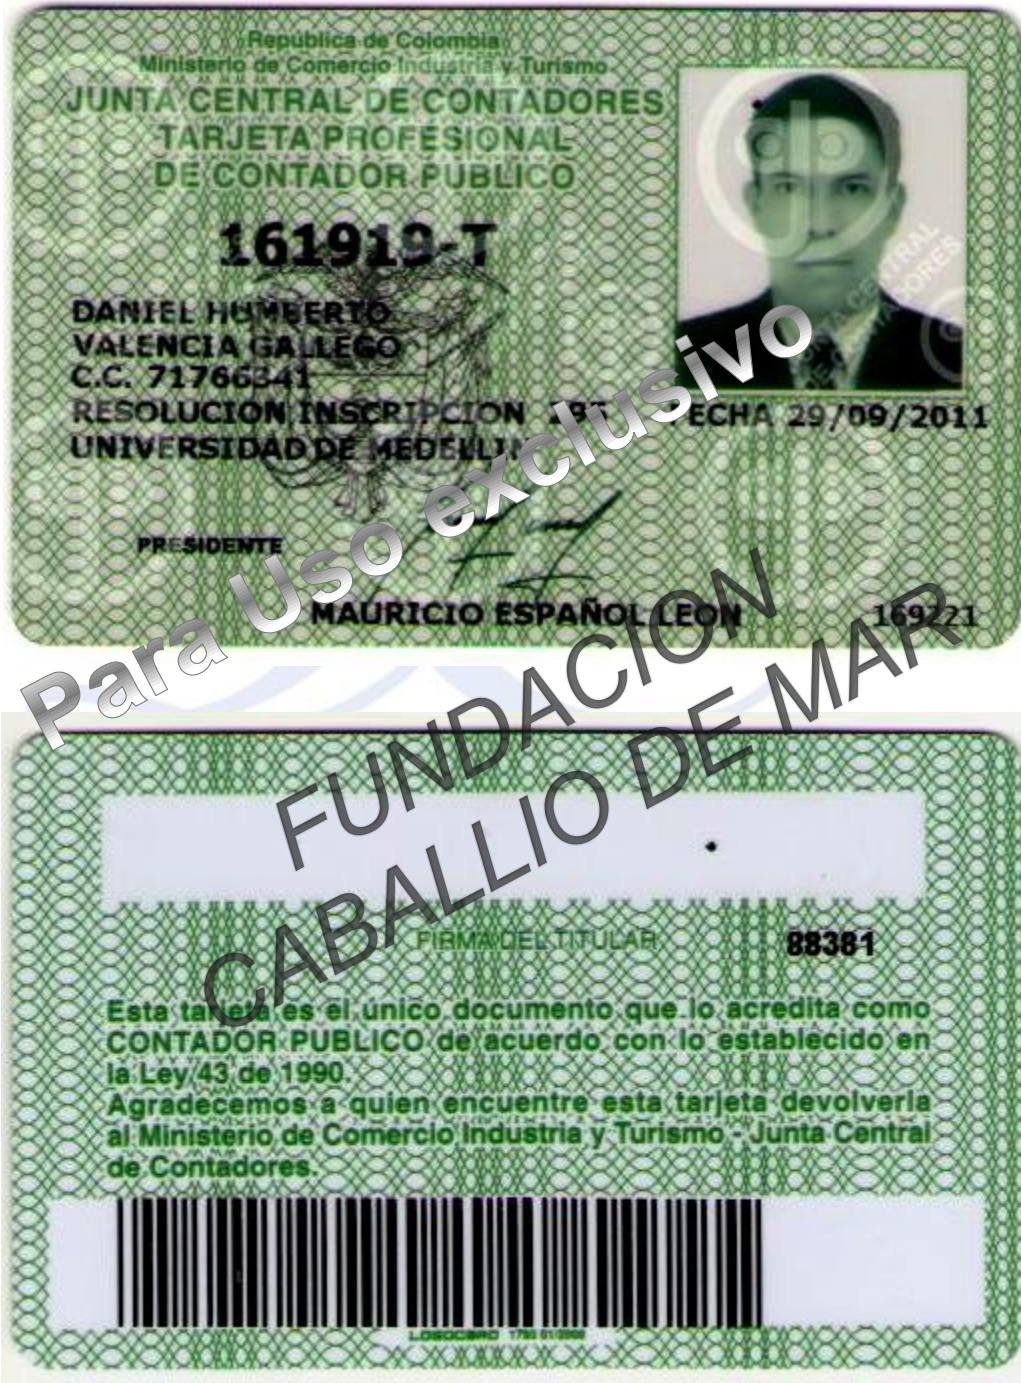 República de Colombia
Ministerio de Comercio Industria y Turismo
JUNTA CENTRAL DE CONTADORES
TARJETA PROFESIONAL
DE CONTADOR PUBLICO
161919-T
DANIEL HUMBERTO
VALENCIA GALLEGO
C.C. 71766341
RESOLUCION INSCRIPCION FECHA 29/09/2011
UNIVERSIDAD DE MEDELLIN
PRESIDENTE
MAURICIO ESPAÑOL LEON 169221
Para Uso exclusivo
FUNDACION
CABALLIO DE MAR
FIRMA DEL TITULAR 88381
Esta tarjeta es el único documento que lo acredita como
CONTADOR PUBLICO de acuerdo con lo establecido en
la Ley 43 de 1990.
Agradecemos a quien encuentre esta tarjeta devolverla
al Ministerio de Comercio Industria y Turismo - Junta Central
de Contadores.